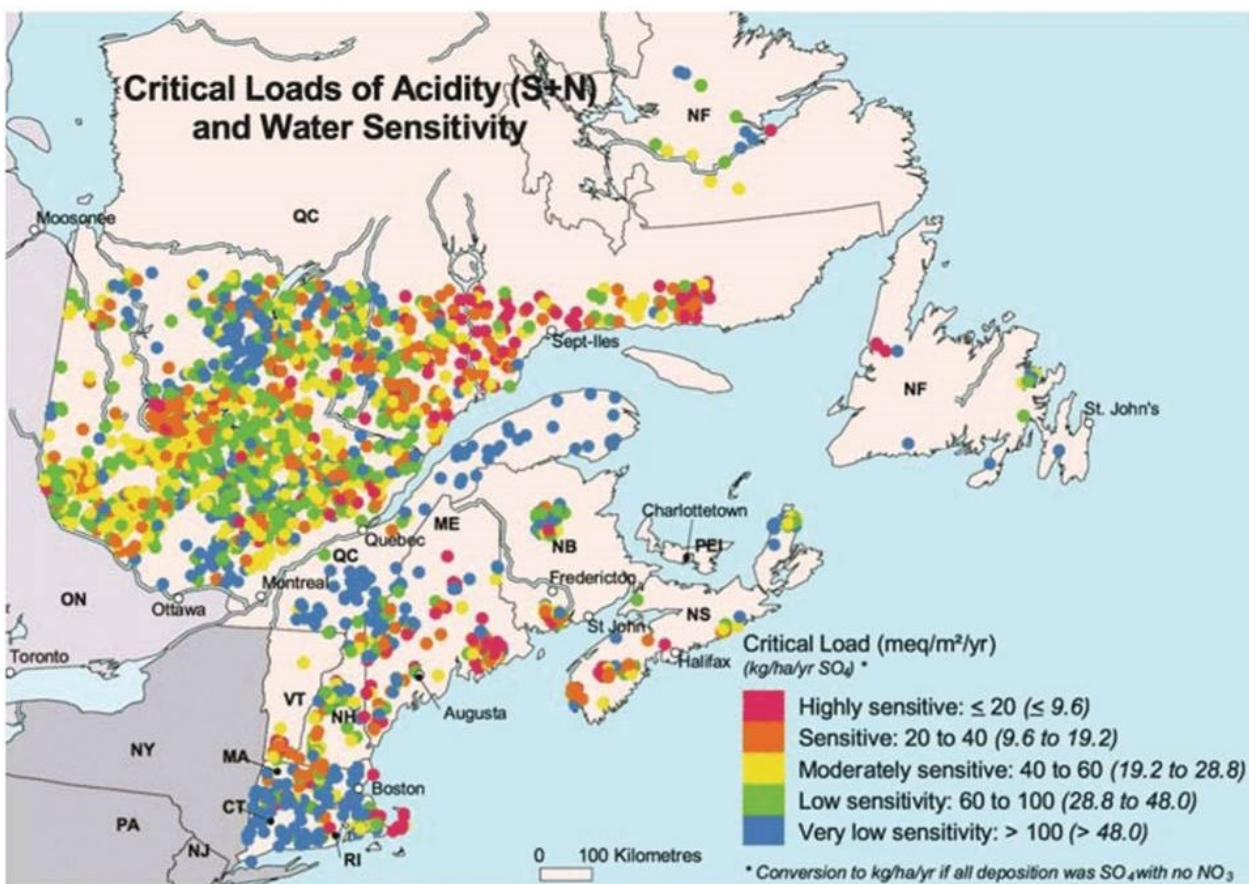 Critical Loads of Acidity (S+N)
and Water Sensitivity
NF
QC
Moosonee
Sept-Iles
NF
St. John's
Charlottetown
ME
Quebec
QC
NB
PEI
Montreal
Fredericton
ON
Ottawa
NS
St John
Toronto
Halifax
VT
Augusta
NH
NY
MA
Boston
CT
PA
NJ
RI
Critical Load (meq/m²/yr)
(kg/ha/yr SO₄) *
Highly sensitive: ≤ 20 (≤ 9.6)
Sensitive: 20 to 40 (9.6 to 19.2)
Moderately sensitive: 40 to 60 (19.2 to 28.8)
Low sensitivity: 60 to 100 (28.8 to 48.0)
Very low sensitivity: > 100 (> 48.0)
0 100 Kilometres
* Conversion to kg/ha/yr if all deposition was SO₄ with no NO₃